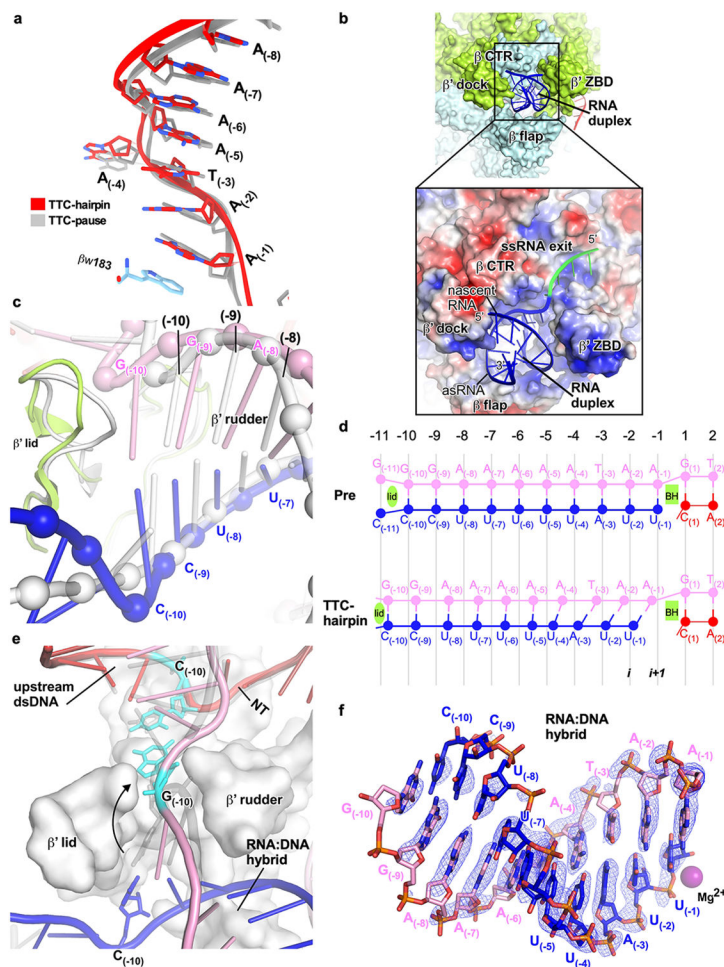 a
A(-8)
A(-7)
A(-6)
A(-5)
A(-4)
T(-3)
A(-2)
A(-1)
TTC-hairpin
TTC-pause
βW183
b
β CTR
β' dock
β' ZBD
RNA
duplex
β flap
ssRNA exit
5'
β CTR
nascent
RNA
5'
β' dock
β' ZBD
3'
asRNA
RNA
duplex
β flap
c
(-10)
(-9)
(-8)
G(-10)
G(-9)
A(-8)
β' lid
β' rudder
U(-7)
U(-8)
C(-9)
C(-10)
d
-11 -10 -9 -8 -7 -6 -5 -4 -3 -2 -1 1 2
G(-11) G(-10) G(-9) A(-8) A(-7) A(-6) A(-5) A(-4) T(-3) A(-2) A(-1) G(1) T(2)
Pre
lid
BH
C(-11) C(-10) C(-9) U(-8) U(-7) U(-6) U(-5) U(-4) A(-3) U(-2) U(-1) C(1) A(2)
G(-10) G(-9) A(-8) A(-7) A(-6) A(-5) A(-4) T(-3) A(-2) A(-1) G(1) T(2)
TTC-
hairpin
lid
BH
C(-10) C(-9) U(-8) U(-7) U(-6) U(-5) U(-4) A(-3) U(-2) U(-1) C(1) A(2)
i i+1
e
C(-10)
upstream
dsDNA
NT
G(-10)
β' rudder
β' lid
RNA:DNA
hybrid
C(-10)
f
RNA:DNA
hybrid
C(-10)
C(-9)
U(-8)
U(-7)
A(-4)
T(-3)
A(-2)
A(-1)
G(-10)
G(-9)
A(-8)
A(-7)
A(-6)
U(-5)
U(-4)
A(-3)
U(-2)
U(-1)
Mg2+